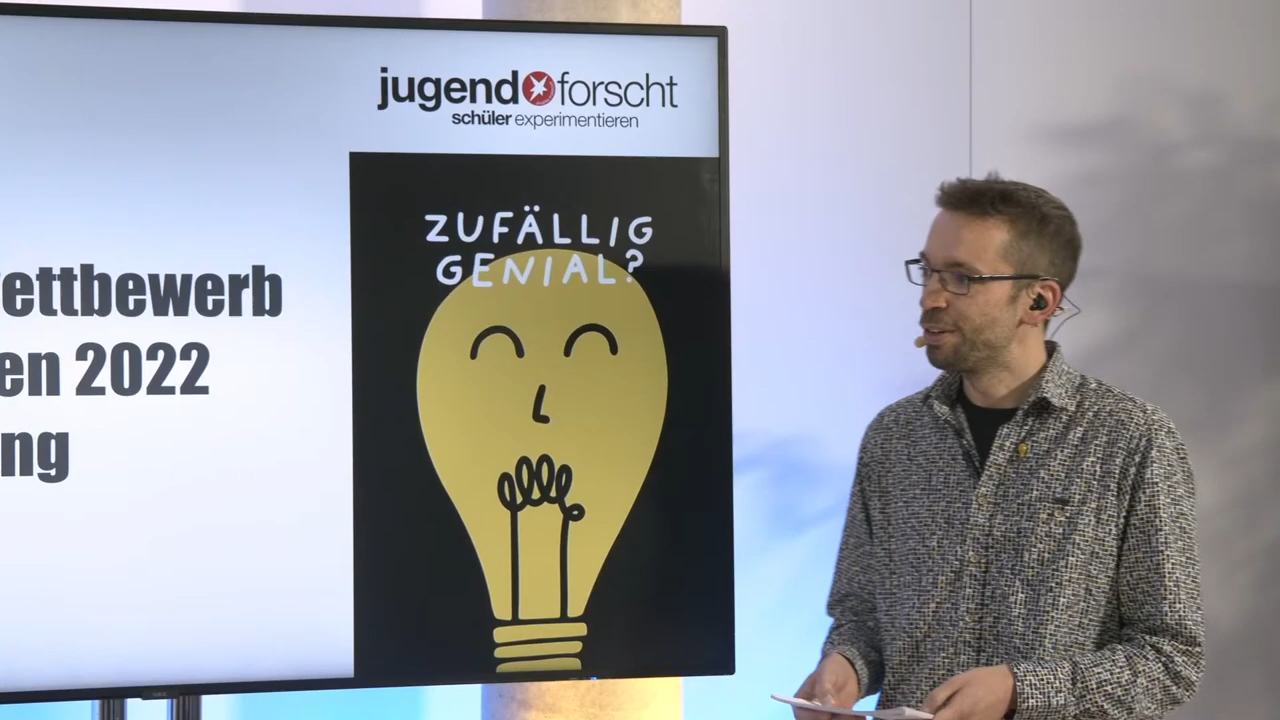 jugend forscht
schüler experimentieren
ZUFÄLLIG
GENIAL?
ettbewerb
en 2022
ng